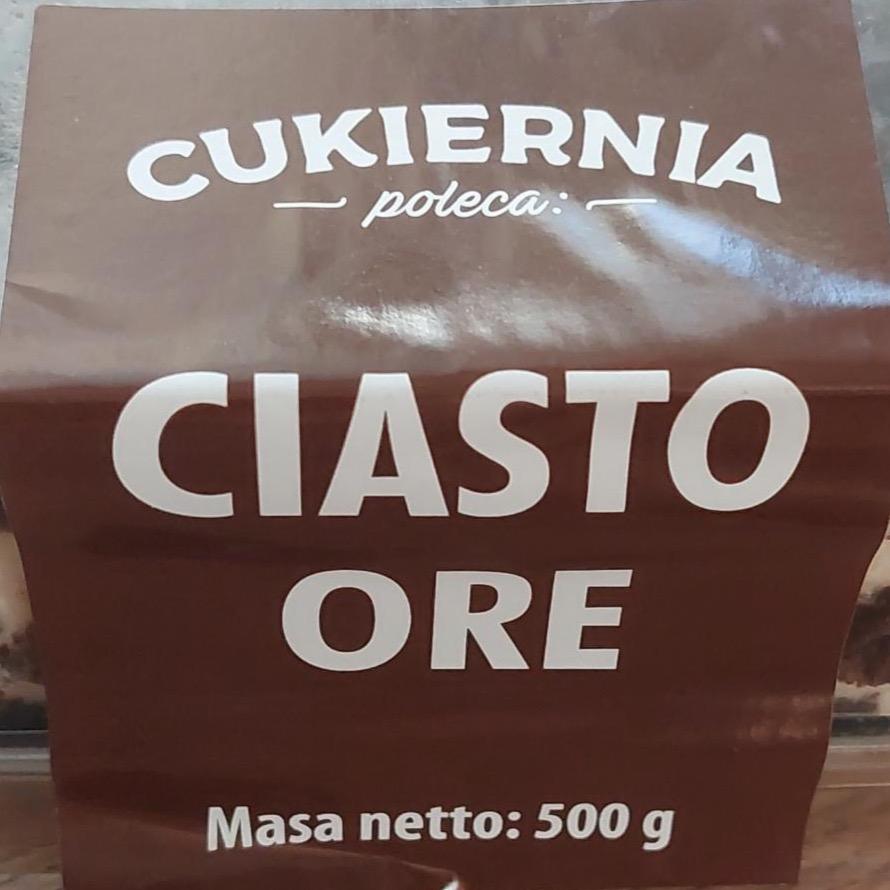 CUKIERNIA
poleca:
CIASTO
ORE
Masa netto: 500 g